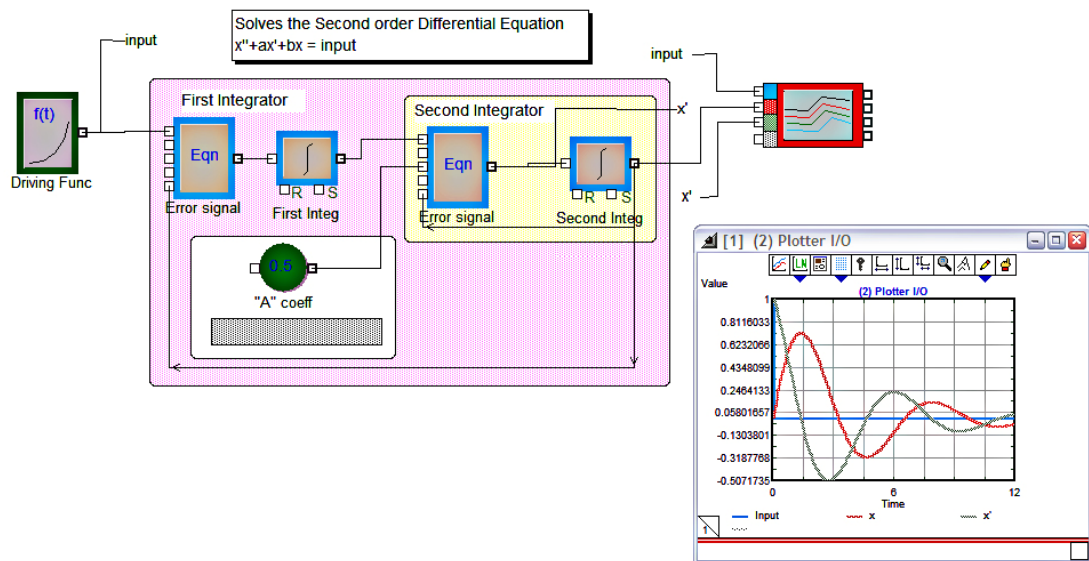 Solves the Second order Differential Equation
x"+ax'+bx = input
input
input
f(t)
Driving Func
First Integrator
Eqn
Error signal
∫
R S
First Integ
Second Integrator
Eqn
Error signal
∫
R S
Second Integ
x'
x'
0.5
"A" coeff
[1] (2) Plotter I/O
LN
Value
(2) Plotter I/O
1
0.8116033
0.6232066
0.4348099
0.2464133
0.05801657
-0.1303801
-0.3187768
-0.5071735
0 6 12
Time
Input x x'
1